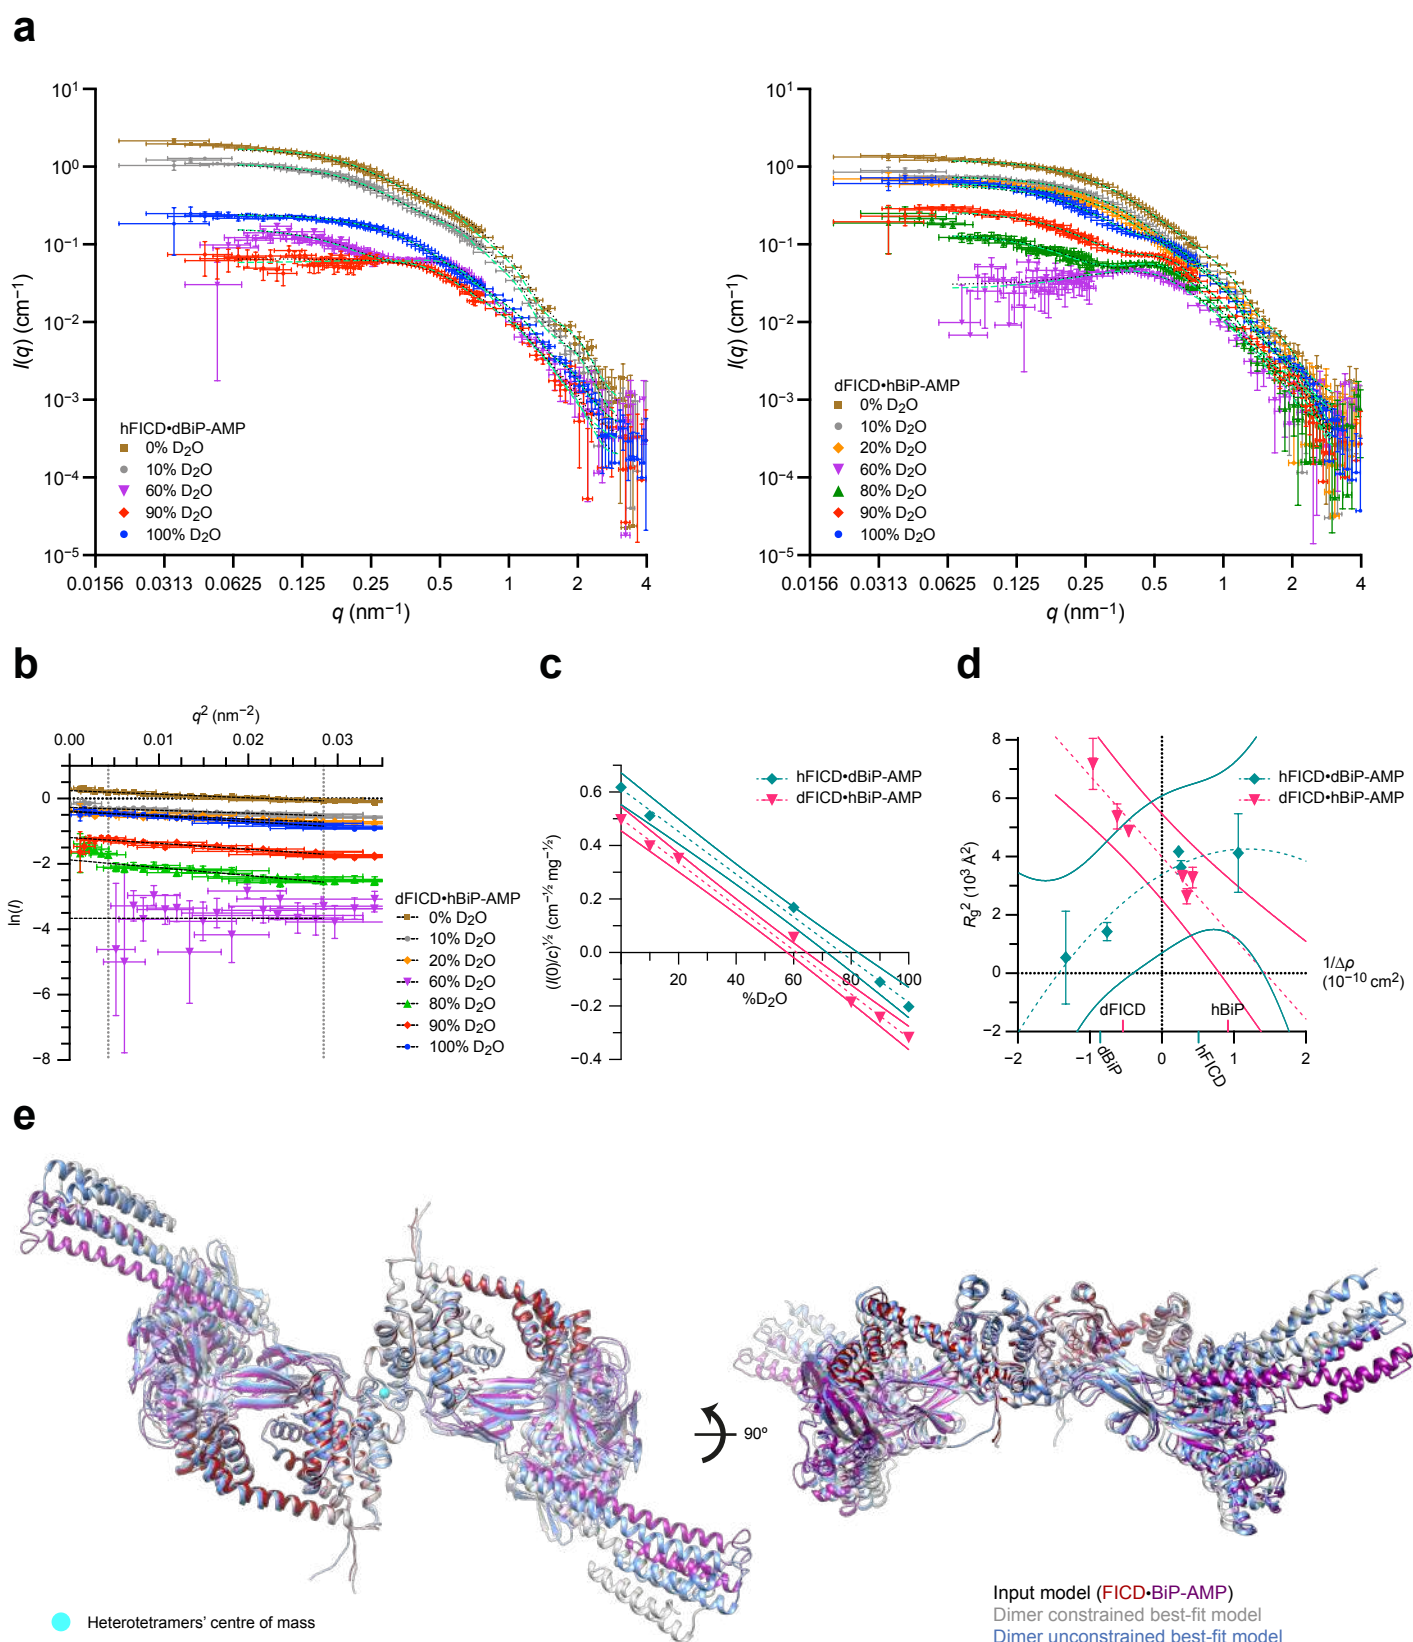 a
10¹
10⁰
10⁻¹
10⁻²
10⁻³
10⁻⁴
10⁻⁵
I(q) (cm⁻¹)
hFICD•dBiP-AMP
0% D₂O
10% D₂O
60% D₂O
90% D₂O
100% D₂O
0.0156 0.0313 0.0625 0.125 0.25 0.5 1 2 4
q (nm⁻¹)
10¹
10⁰
10⁻¹
10⁻²
10⁻³
10⁻⁴
10⁻⁵
I(q) (cm⁻¹)
dFICD•hBiP-AMP
0% D₂O
10% D₂O
20% D₂O
60% D₂O
80% D₂O
90% D₂O
100% D₂O
0.0156 0.0313 0.0625 0.125 0.25 0.5 1 2 4
q (nm⁻¹)
b
q² (nm⁻²)
0.00 0.01 0.02 0.03
0
−2
−4
−6
−8
ln(I)
dFICD•hBiP-AMP
0% D₂O
10% D₂O
20% D₂O
60% D₂O
80% D₂O
90% D₂O
100% D₂O
c
hFICD•dBiP-AMP
dFICD•hBiP-AMP
0.6
0.4
0.2
0.0
−0.2
−0.4
(I(0)/c)^½ (cm⁻^½ mg⁻^½)
20 40 60 80 100
%D₂O
d
8
6
4
2
0
−2
Rg² (10³ Å²)
hFICD•dBiP-AMP
dFICD•hBiP-AMP
1/Δρ
(10⁻¹⁰ cm²)
dFICD hBiP
−2 −1 0 1 2
dBiP hFICD
e
90º
Heterotetramers' centre of mass
Input model (FICD•BiP-AMP)
Dimer constrained best-fit model
Dimer unconstrained best-fit model